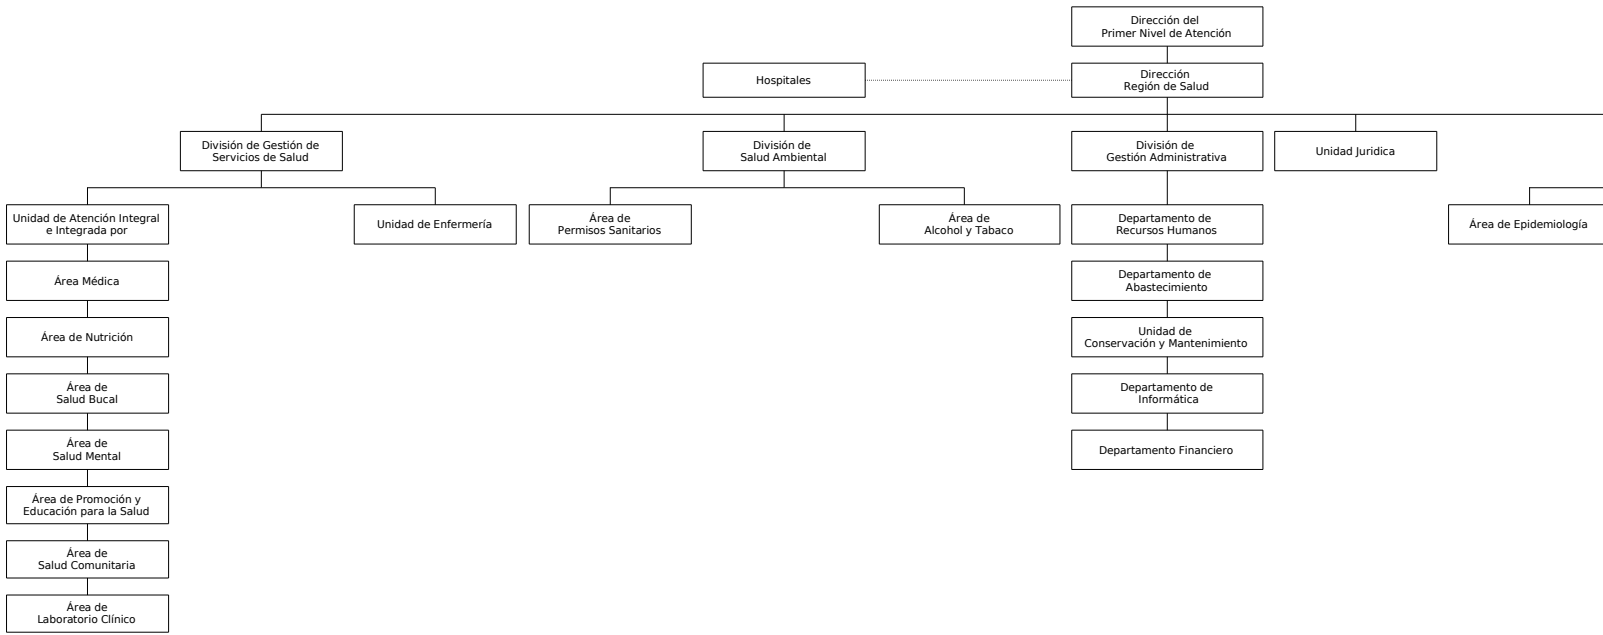 Dirección del
Primer Nivel de Atención
Hospitales
Dirección
Región de Salud
División de Gestión de
Servicios de Salud
División de
Salud Ambiental
División de
Gestión Administrativa
Unidad Juridica
Unidad de Atención Integral
e Integrada por
Unidad de Enfermería
Área de
Permisos Sanitarios
Área de
Alcohol y Tabaco
Departamento de
Recursos Humanos
Área de Epidemiología
Área Médica
Departamento de
Abastecimiento
Área de Nutrición
Unidad de
Conservación y Mantenimiento
Área de
Salud Bucal
Departamento de
Informática
Área de
Salud Mental
Departamento Financiero
Área de Promoción y
Educación para la Salud
Área de
Salud Comunitaria
Área de
Laboratorio Clínico